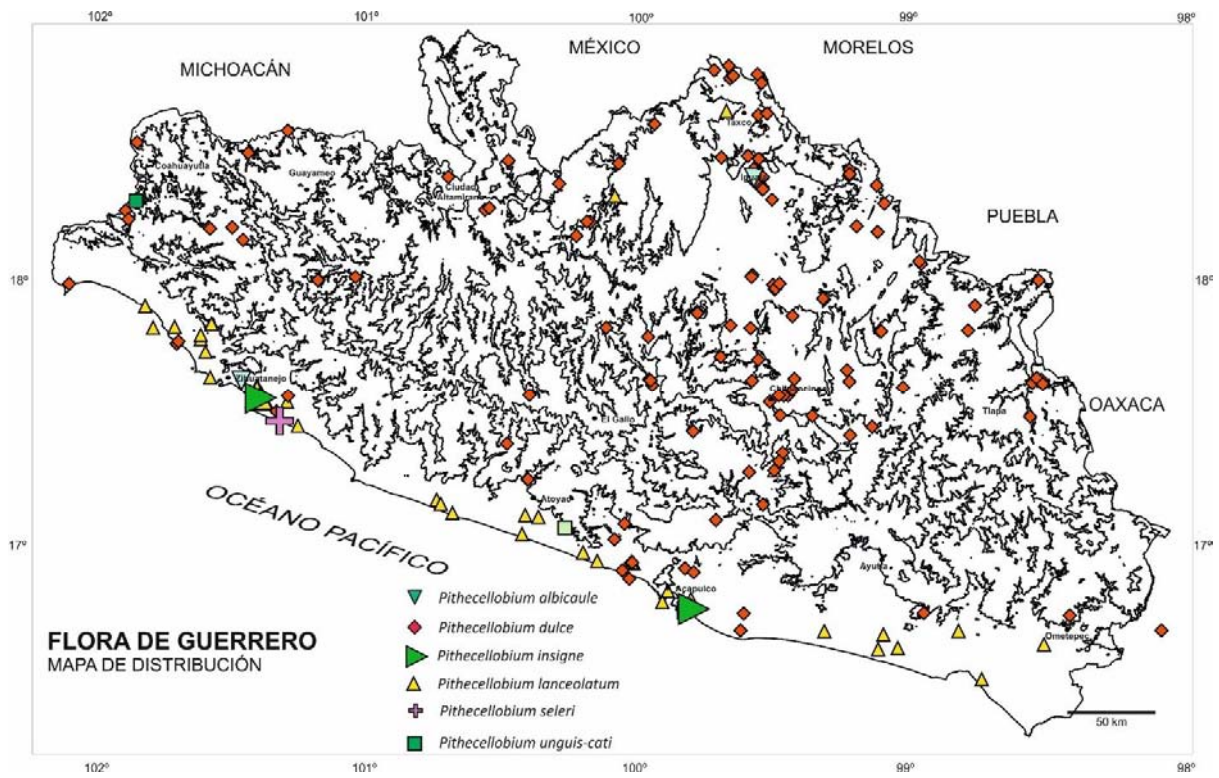 102º 101º 100º 99º 98º
MÉXICO MORELOS
MICHOACÁN
Taxco
Coahuayutla
Guayameo
Ciudad
Altamirano
PUEBLA
18º 18º
Zihuatanejo
OAXACA
Tlapa
El Gallo
Atoyac
OCÉANO PACÍFICO
17º 17º
Ayutla
Acapulco
Pithecellobium albicaule
Pithecellobium dulce
FLORA DE GUERRERO
MAPA DE DISTRIBUCIÓN
Ometepec
Pithecellobium insigne
Pithecellobium lanceolatum
Pithecellobium seleri
50 km
Pithecellobium unguis-cati
102º 101º 100º 99º 98º